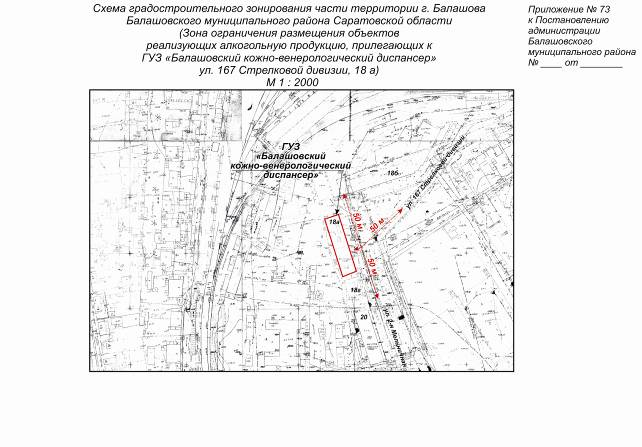 Схема градостроительного зонирования части территории г. Балашова
Балашовского муниципального района Саратовской области
(Зона ограничения размещения объектов
реализующих алкогольную продукцию, прилегающих к
ГУЗ «Балашовский кожно-венерологический диспансер»
ул. 167 Стрелковой дивизии, 18 а)
М 1 : 2000
Приложение № 73
к Постановлению
администрации
Балашовского
муниципального района
№ ____ от ________
ГУЗ
«Балашовский
кожно-венерологический
диспансер»
18б
ул. 167 Стрелковой дивизии
18а
50 м
50 м
50 м
18в
20